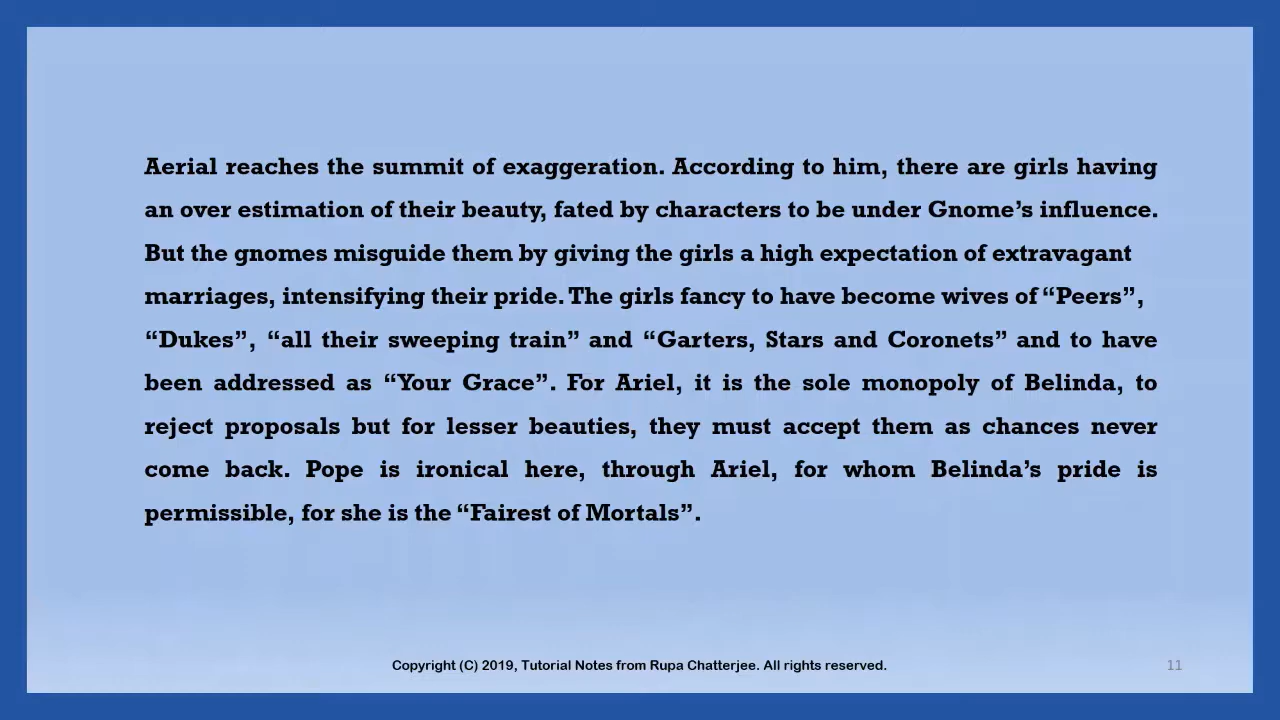 Aerial reaches the summit of exaggeration. According to him, there are girls having
an over estimation of their beauty, fated by characters to be under Gnome’s influence.
But the gnomes misguide them by giving the girls a high expectation of extravagant
marriages, intensifying their pride. The girls fancy to have become wives of “Peers”,
“Dukes”, “all their sweeping train” and “Garters, Stars and Coronets” and to have
been addressed as “Your Grace”. For Ariel, it is the sole monopoly of Belinda, to
reject proposals but for lesser beauties, they must accept them as chances never
come back. Pope is ironical here, through Ariel, for whom Belinda’s pride is
permissible, for she is the “Fairest of Mortals”.
Copyright (C) 2019, Tutorial Notes from Rupa Chatterjee. All rights reserved.
11